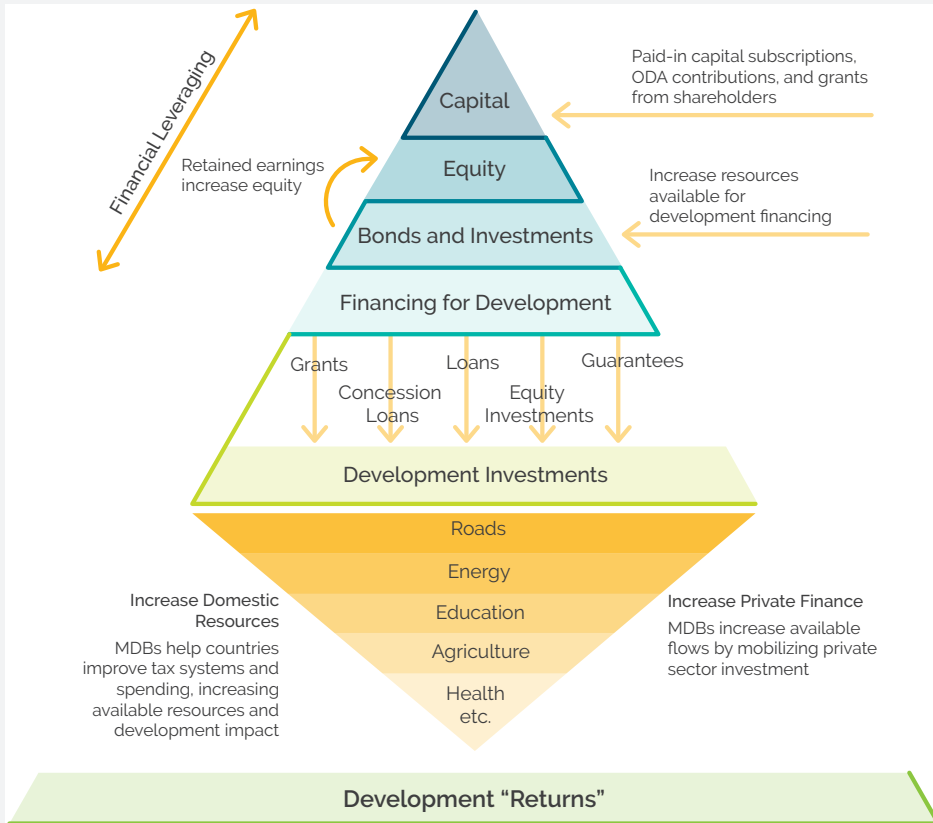 Financial Leveraging
Capital
Paid-in capital subscriptions,
ODA contributions, and grants
from shareholders
Retained earnings
increase equity
Equity
Increase resources
available for
development financing
Bonds and Investments
Financing for Development
Grants
Concession
Loans
Loans
Equity
Investments
Guarantees
Development Investments
Roads
Energy
Education
Agriculture
Health
etc.
Increase Domestic
Resources
MDBs help countries
improve tax systems and
spending, increasing
available resources and
development impact
Increase Private Finance
MDBs increase available
flows by mobilizing private
sector investment
Development “Returns”